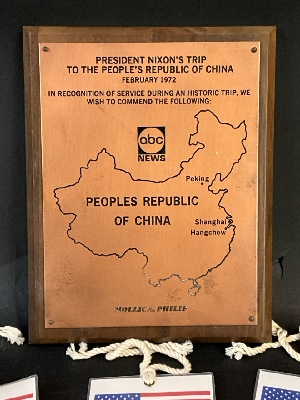 PRESIDENT NIXON'S TRIP
TO THE PEOPLE'S REPUBLIC OF CHINA
FEBRUARY 1972
IN RECOGNITION OF SERVICE DURING AN HISTORIC TRIP, WE
WISH TO COMMEND THE FOLLOWING:
abc
NEWS
Peking
PEOPLES REPUBLIC
OF CHINA
Shanghai
Hangchow